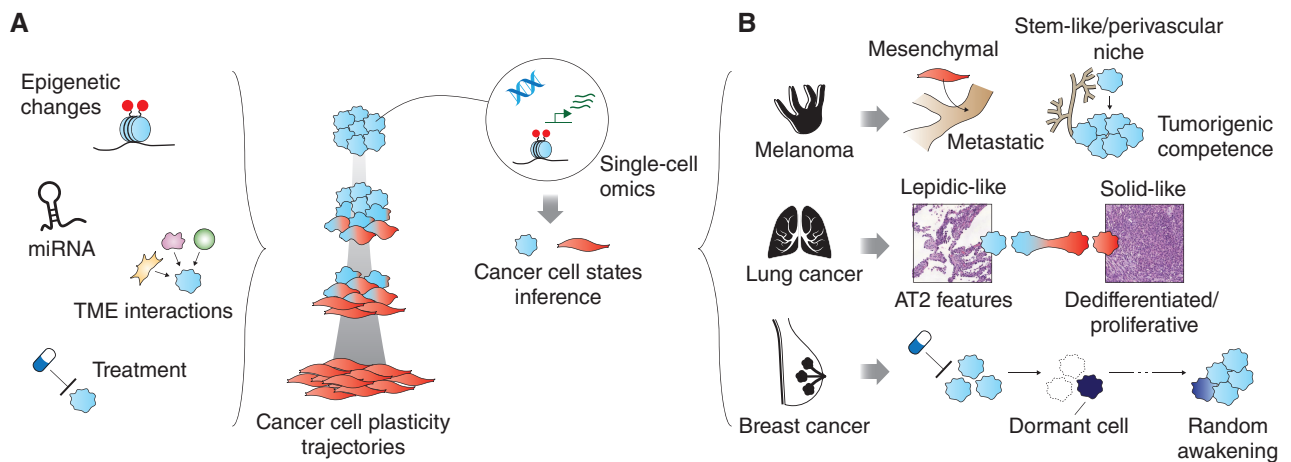 A
Epigenetic
changes
miRNA
TME interactions
Treatment
Cancer cell plasticity
trajectories
Single-cell
omics
Cancer cell states
inference
B
Melanoma
Mesenchymal
Metastatic
Stem-like/perivascular
niche
Tumorigenic
competence
Lung cancer
Lepidic-like
AT2 features
Solid-like
Dedifferentiated/
proliferative
Breast cancer
Dormant cell
Random
awakening